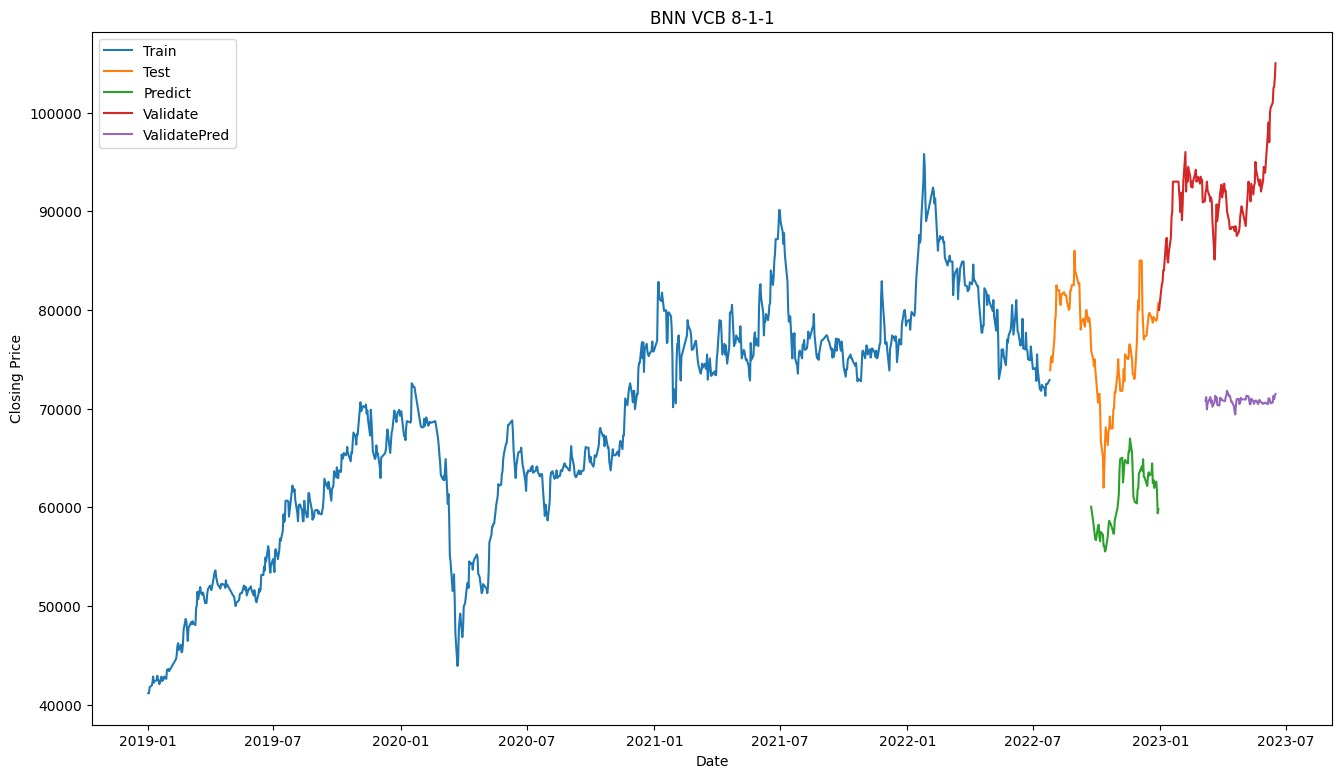 BNN VCB 8-1-1
Train
Test
Predict
Validate
ValidatePred
100000
90000
80000
70000
60000
50000
40000
Closing Price
2019-01
2019-07
2020-01
2020-07
2021-01
2021-07
2022-01
2022-07
2023-01
2023-07
Date